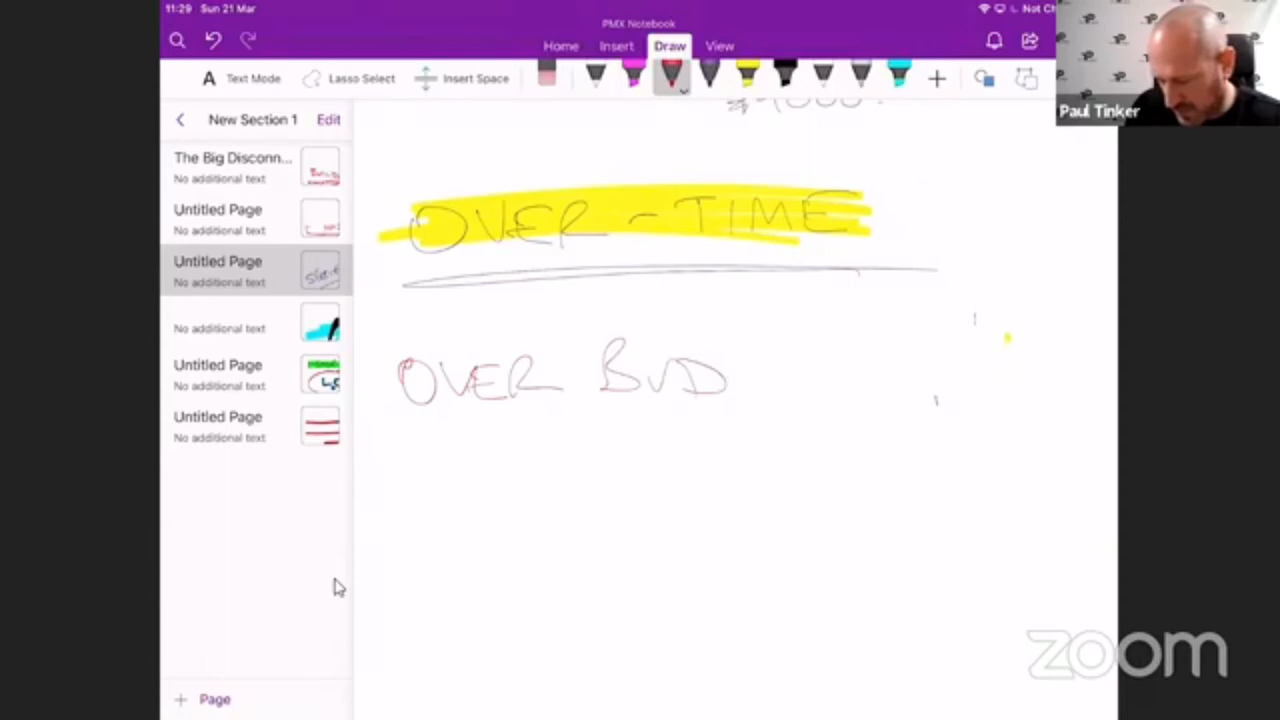 11:29 Sun 21 Mar
PMX Notebook
Home Insert Draw View
Text Mode Lasso Select Insert Space
New Section 1 Edit
The Big Disconn...
No additional text
Untitled Page
No additional text
Untitled Page
No additional text
No additional text
Untitled Page
No additional text
Untitled Page
No additional text
+ Page
OVER - TIME
OVER BUD
Paul Tinker
zoom